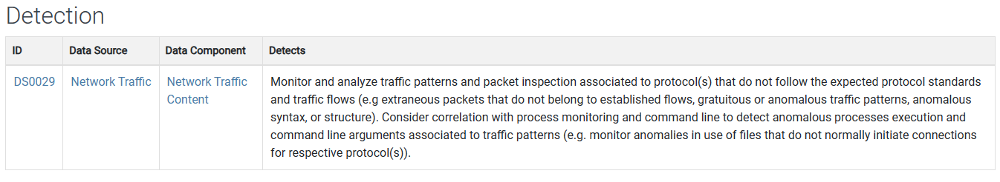 Detection
ID Data Source Data Component Detects
DS0029 Network Traffic Network Traffic Content Monitor and analyze traffic patterns and packet inspection associated to protocol(s) that do not follow the expected protocol standards
and traffic flows (e.g extraneous packets that do not belong to established flows, gratuitous or anomalous traffic patterns, anomalous
syntax, or structure). Consider correlation with process monitoring and command line to detect anomalous processes execution and
command line arguments associated to traffic patterns (e.g. monitor anomalies in use of files that do not normally initiate connections
for respective protocol(s)).